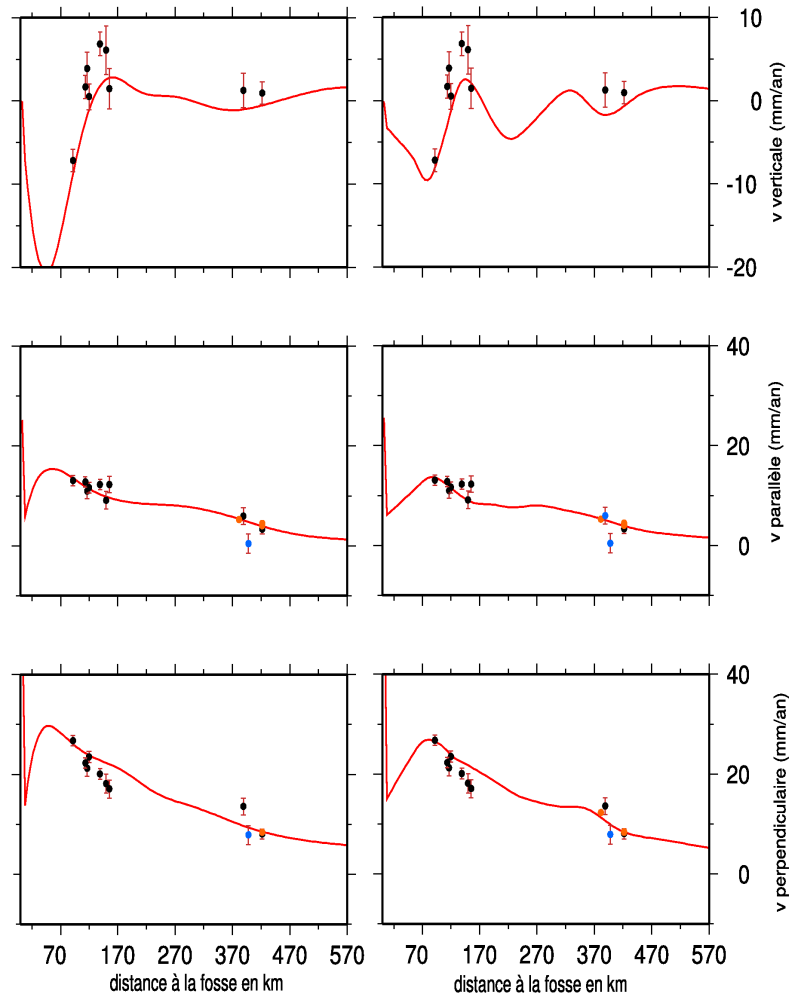 10
0
-10
-20
v verticale (mm/an)
40
20
0
v parallèle (mm/an)
40
20
0
v perpendiculaire (mm/an)
70 170 270 370 470 570
70 170 270 370 470 570
distance à la fosse en km
distance à la fosse en km